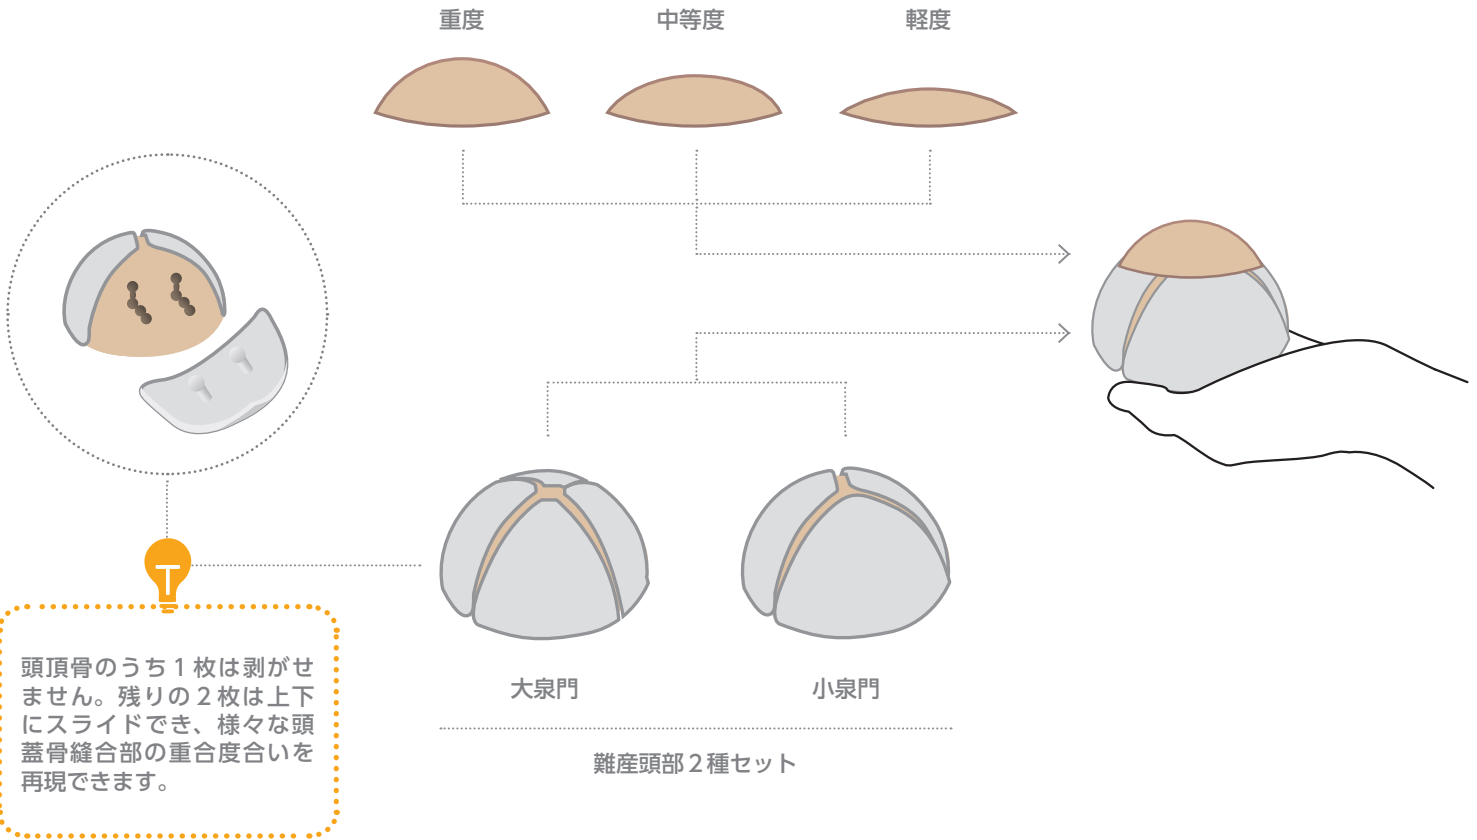 重度
中等度
軽度
大泉門
小泉門
難産頭部２種セット
頭頂骨のうち１枚は剥がせ
ません。残りの２枚は上下
にスライドでき、様々な頭
蓋骨縫合部の重合度合いを
再現できます。